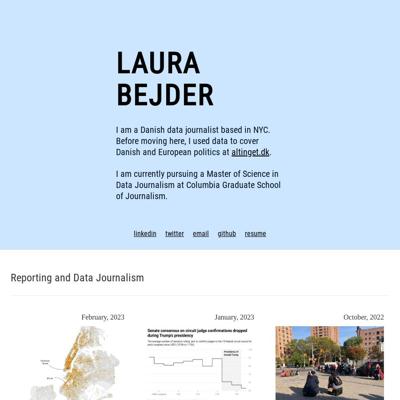 LAURA
BEJDER
I am a Danish data journalist based in NYC.
Before moving here, I used data to cover
Danish and European politics at altinget.dk.
I am currently pursuing a Master of Science in
Data Journalism at Columbia Graduate School
of Journalism.
linkedin twitter email github resume
Reporting and Data Journalism
February, 2023
January, 2023
October, 2022
Senate consensus on circuit judge confirmations dropped
during Trump's presidency